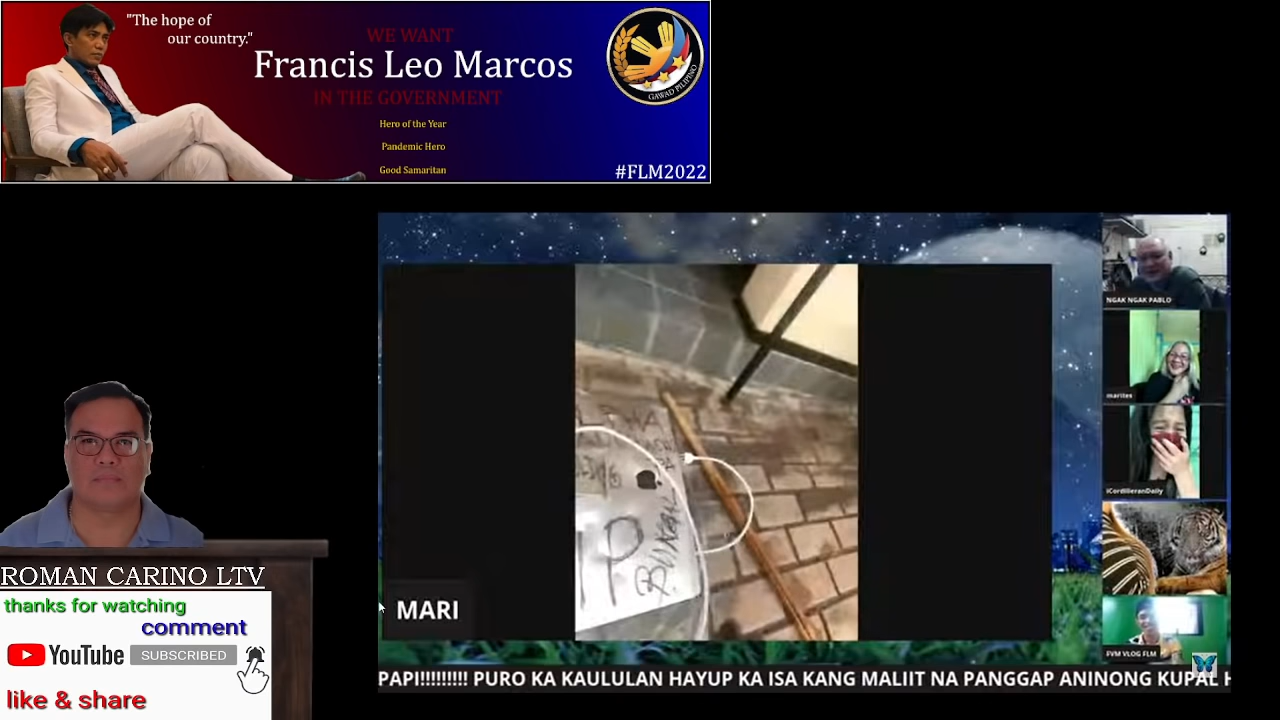 "The hope of
our country."
WE WANT
Francis Leo Marcos
IN THE GOVERNMENT
Hero of the Year
Pandemic Hero
Good Samaritan
#FLM2022
GAWAD PILIPINO
NGAK NGAK PABLO
marites
iCordilleranDaily
FVM VLOG FLM
MARI
PAPI!!!!!!!!! PURO KA KAULULAN HAYUP KA ISA KANG MALIIT NA PANGGAP ANINONG KUPAL
ROMAN CARINO LTV
thanks for watching
comment
YouTube
SUBSCRIBED
like & share